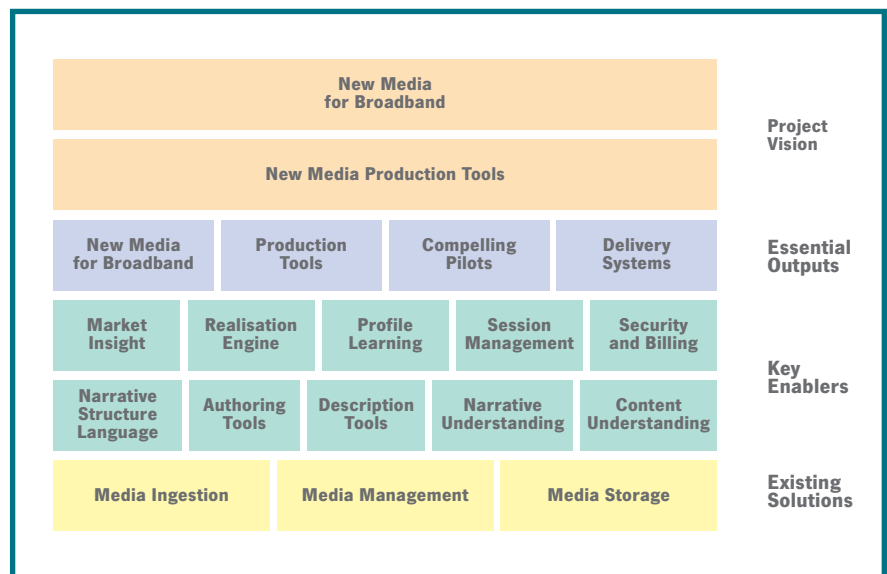 New Media
for Broadband
Project
Vision
New Media Production Tools
New Media
for Broadband
Production
Tools
Compelling
Pilots
Delivery
Systems
Essential
Outputs
Market
Insight
Realisation
Engine
Profile
Learning
Session
Management
Security
and Billing
Key
Enablers
Narrative
Structure
Language
Authoring
Tools
Description
Tools
Narrative
Understanding
Content
Understanding
Media Ingestion
Media Management
Media Storage
Existing
Solutions